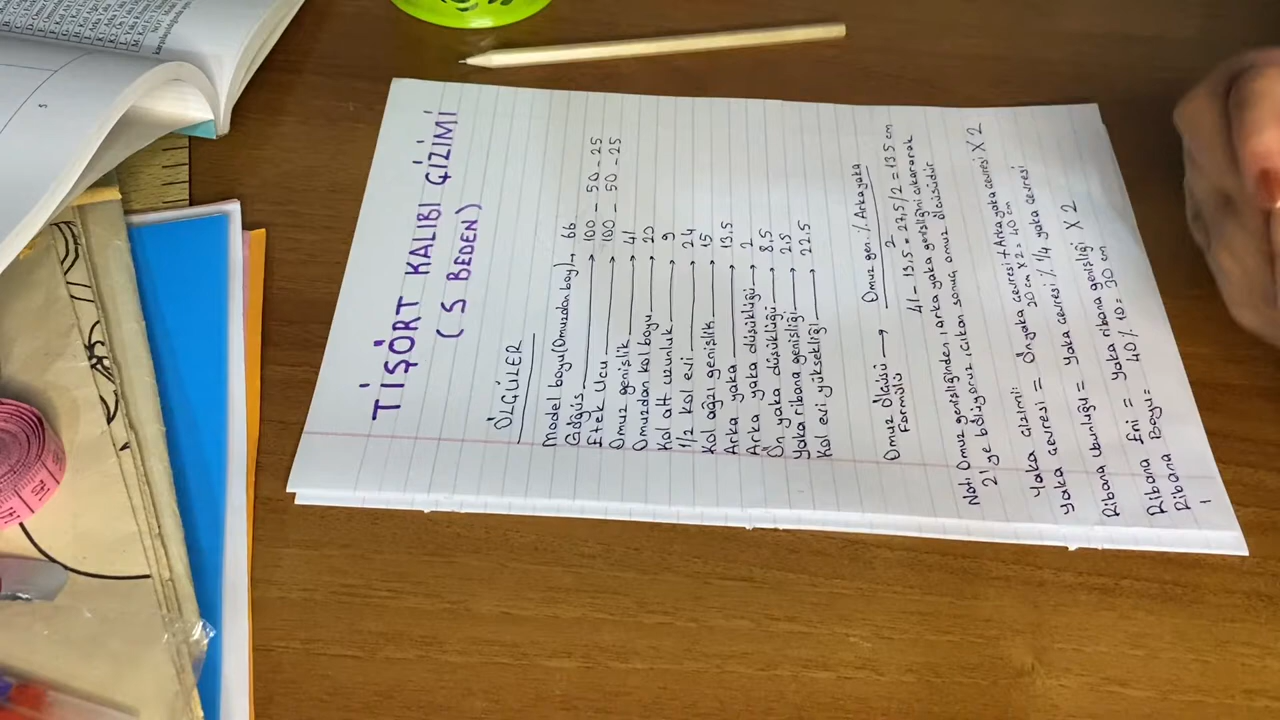 TİŞÖRT KALIBI ÇİZİMİ
( S BEDEN)
ÖLÇÜLER
Model boyu(Omuzdan boy)→ 66
Göğüs → 100 - 50 - 25
Etek Ucu → 100 - 50 - 25
Omuz genişlik → 41
Omuzdan kol boyu → 20
Kol alt uzunluk → 9
1/2 kol evi → 24
Kol ağzı genişlik → 15
Arka yaka → 13.5
Arka yaka düşüklüğü → 2
Ön yaka düşüklüğü → 8.5
Yaka ribana genişliği → 2.5
Kol evi yüksekliği → 22.5
Omuz Ölçüsü → Omuz gen. / Arka yaka
Formülü 2
41 - 13.5 = 27,5 / 2 = 13.5 cm
Not: Omuz genişliğinden, arka yaka genişliğini çıkararak
2'ye bölüyoruz. Çıkan sonuç omuz ölçüsüdür
Yaka çizimi:
Yaka çevresi = Ön yaka çevresi + Arka yaka çevresi X 2
20 cm X 2 = 40 cm
Ribana uzunluğu = Yaka çevresi % 1/4 yaka çevresi
Ribana Eni = Yaka ribana genişliği X 2
Ribana Boyu = 40 % 10 = 30 cm
1